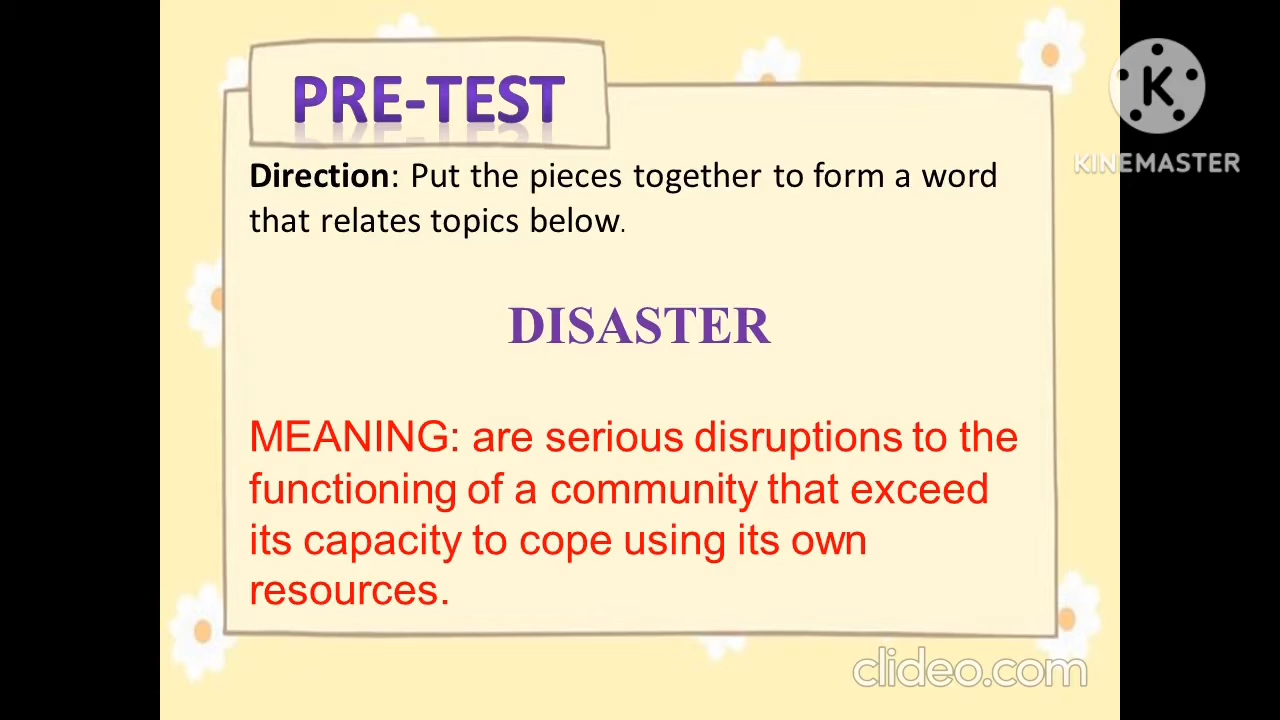 PRE-TEST
K
KINEMASTER
Direction: Put the pieces together to form a word
that relates topics below.
DISASTER
MEANING: are serious disruptions to the
functioning of a community that exceed
its capacity to cope using its own
resources.
clideo.com